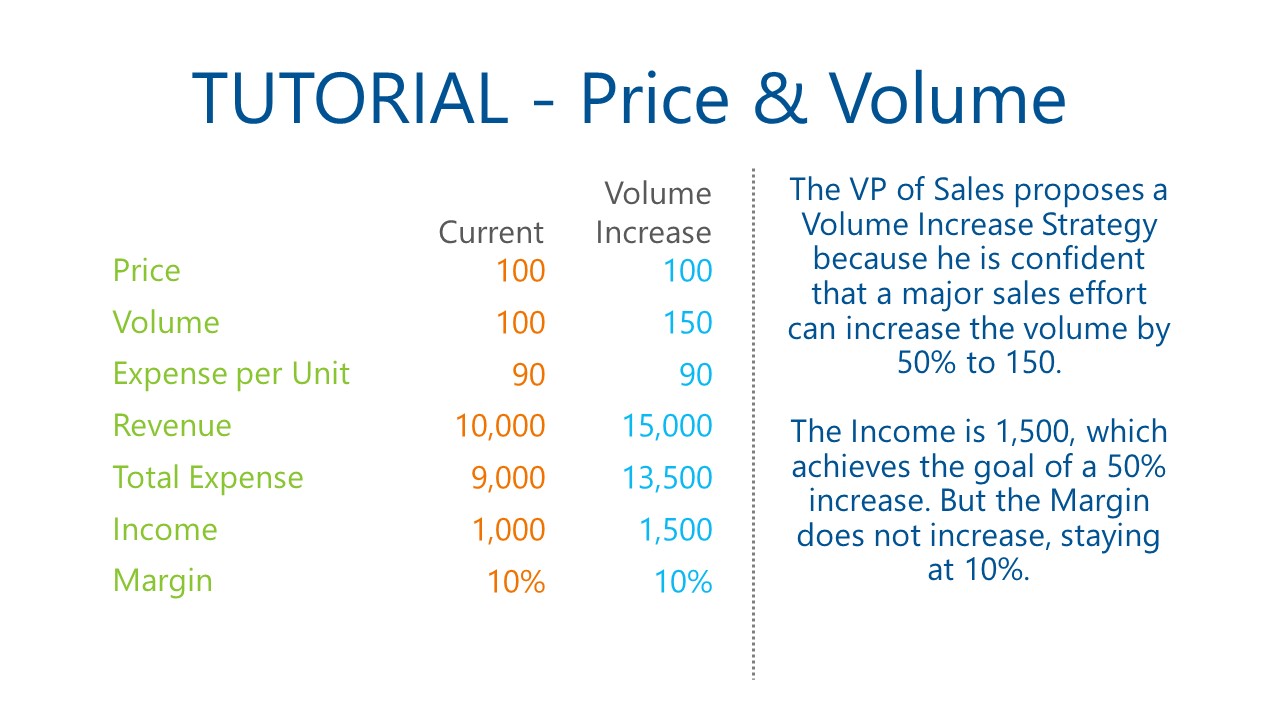 TUTORIAL - Price & Volume
Volume
Current Increase
Price 100 100
Volume 100 150
Expense per Unit 90 90
Revenue 10,000 15,000
Total Expense 9,000 13,500
Income 1,000 1,500
Margin 10% 10%
The VP of Sales proposes a
Volume Increase Strategy
because he is confident
that a major sales effort
can increase the volume by
50% to 150.
The Income is 1,500, which
achieves the goal of a 50%
increase. But the Margin
does not increase, staying
at 10%.